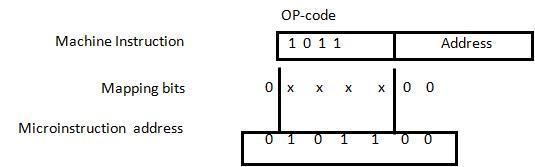 OP-code
Machine Instruction 1 0 1 1 Address
Mapping bits 0 x x x x 0 0
Microinstruction address
0 1 0 1 1 0 0